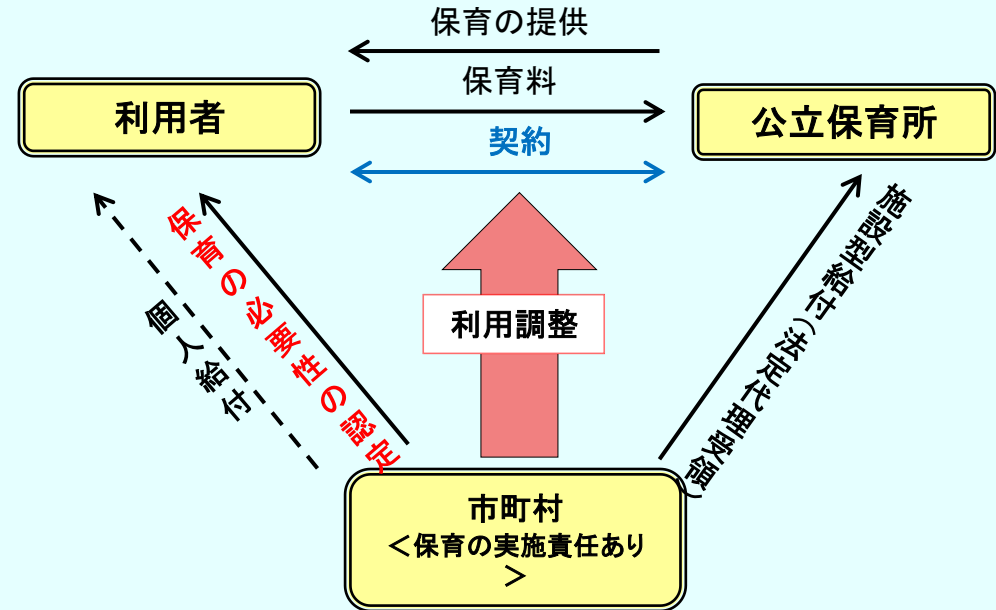 保育の提供
保育料
利用者
公立保育所
契約
保育の必要性の認定
個人給付
利用調整
施設型給付(法定代理受領)
市町村
＜保育の実施責任あり
＞